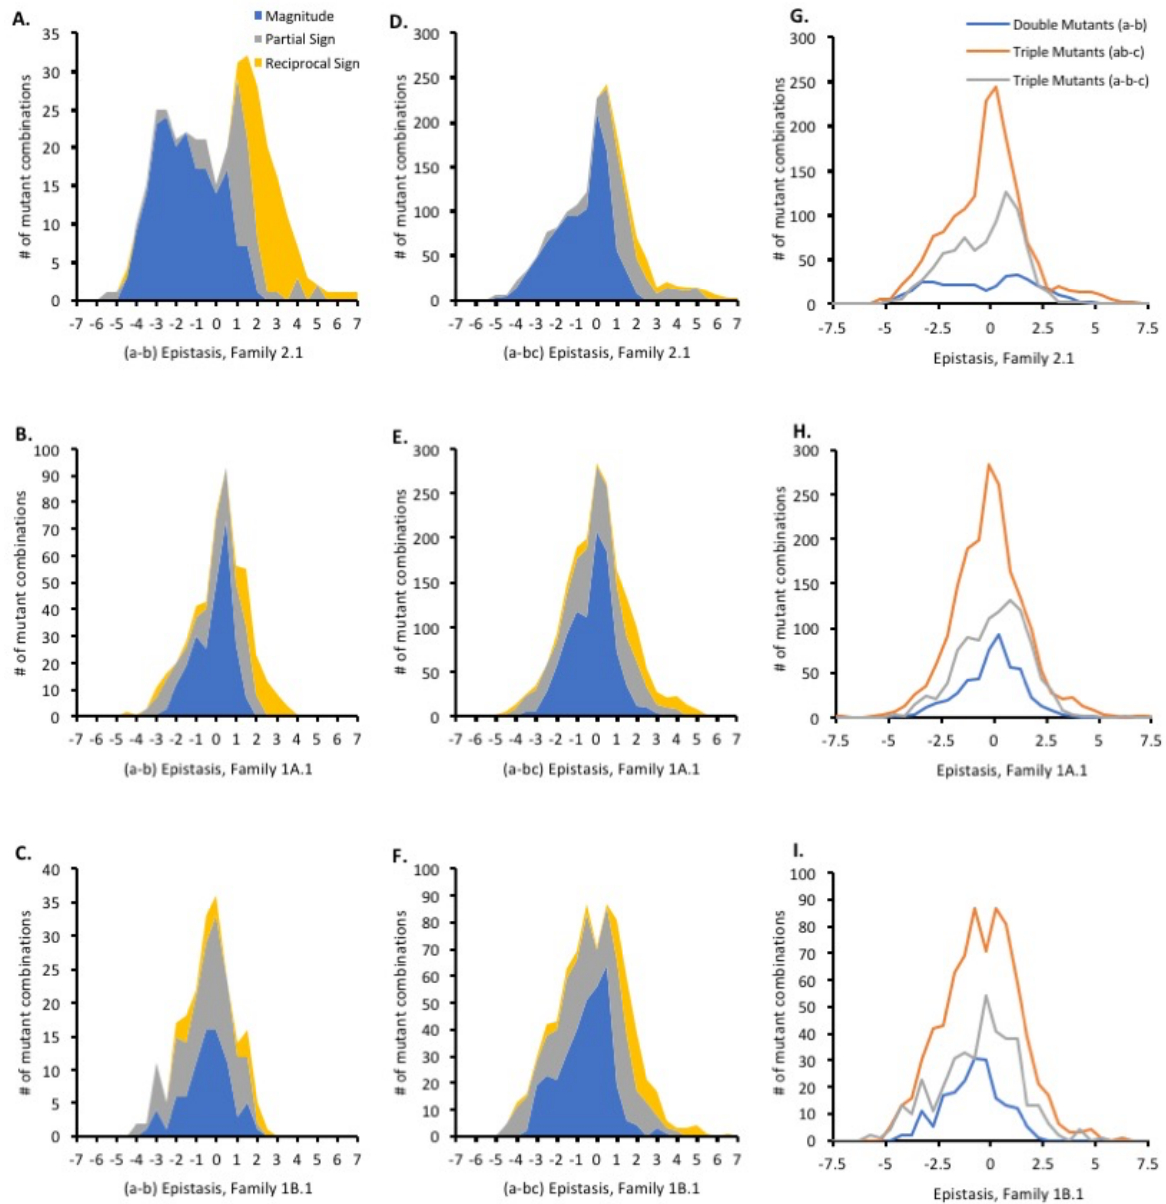 A.
Magnitude
Partial Sign
Reciprocal Sign
# of mutant combinations
35
30
25
20
15
10
5
0
-7 -6 -5 -4 -3 -2 -1 0 1 2 3 4 5 6 7
(a-b) Epistasis, Family 2.1
D.
# of mutant combinations
300
250
200
150
100
50
0
-7 -6 -5 -4 -3 -2 -1 0 1 2 3 4 5 6 7
(a-bc) Epistasis, Family 2.1
G.
Double Mutants (a-b)
Triple Mutants (ab-c)
Triple Mutants (a-b-c)
# of mutant combinations
300
250
200
150
100
50
0
-7.5 -5 -2.5 0 2.5 5 7.5
Epistasis, Family 2.1
B.
# of mutant combinations
100
90
80
70
60
50
40
30
20
10
0
-7 -6 -5 -4 -3 -2 -1 0 1 2 3 4 5 6 7
(a-b) Epistasis, Family 1A.1
E.
# of mutant combinations
300
250
200
150
100
50
0
-7 -6 -5 -4 -3 -2 -1 0 1 2 3 4 5 6 7
(a-bc) Epistasis, Family 1A.1
H.
# of mutant combinations
300
250
200
150
100
50
0
-7.5 -5 -2.5 0 2.5 5 7.5
Epistasis, Family 1A.1
C.
# of mutant combinations
40
35
30
25
20
15
10
5
0
-7 -6 -5 -4 -3 -2 -1 0 1 2 3 4 5 6 7
(a-b) Epistasis, Family 1B.1
F.
# of mutant combinations
100
90
80
70
60
50
40
30
20
10
0
-7 -6 -5 -4 -3 -2 -1 0 1 2 3 4 5 6 7
(a-bc) Epistasis, Family 1B.1
I.
# of mutant combinations
100
90
80
70
60
50
40
30
20
10
0
-7.5 -5 -2.5 0 2.5 5 7.5
Epistasis, Family 1B.1